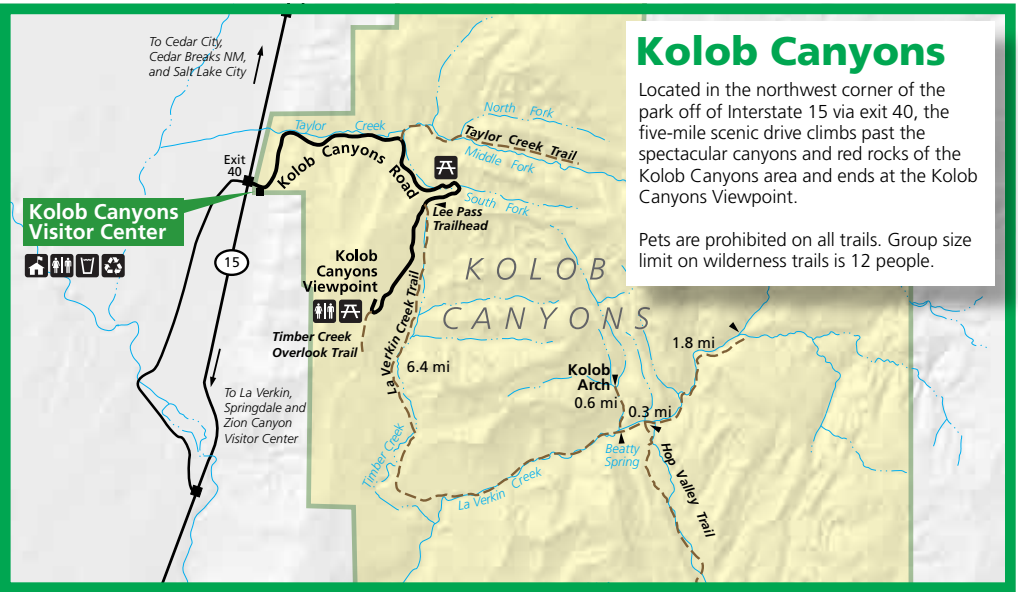 Kolob Canyons
Located in the northwest corner of the
park off of Interstate 15 via exit 40, the
five-mile scenic drive climbs past the
spectacular canyons and red rocks of the
Kolob Canyons area and ends at the Kolob
Canyons Viewpoint.
Pets are prohibited on all trails. Group size
limit on wilderness trails is 12 people.
To Cedar City,
Cedar Breaks NM,
and Salt Lake City
North Fork
Taylor Creek
Taylor Creek Trail
Middle Fork
Kolob Canyons Road
Exit
40
South Fork
Kolob Canyons
Visitor Center
Lee Pass
Trailhead
15
Kolob
Canyons
Viewpoint
KOLOB
CANYONS
Timber Creek
Overlook Trail
La Verkin Creek Trail
6.4 mi
1.8 mi
Kolob
Arch
0.6 mi
0.3 mi
To La Verkin,
Springdale and
Zion Canyon
Visitor Center
Timber Creek
Beatty
Spring
Hop Valley Trail
La Verkin Creek